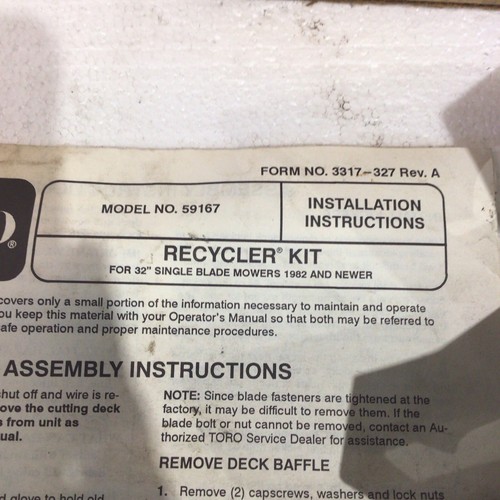 FORM NO. 3317-327 Rev. A
MODEL NO. 59167
INSTALLATION
INSTRUCTIONS
®
RECYCLER® KIT
FOR 32" SINGLE BLADE MOWERS 1982 AND NEWER
covers only a small portion of the information necessary to maintain and operate
ou keep this material with your Operator's Manual so that both may be referred to
afe operation and proper maintenance procedures.
ASSEMBLY INSTRUCTIONS
shut off and wire is re-
ove the cutting deck
s from unit as
ual.
d glove to hold old
NOTE: Since blade fasteners are tightened at the
factory, it may be difficult to remove them. If the
blade bolt or nut cannot be removed, contact an Au-
thorized TORO Service Dealer for assistance.
REMOVE DECK BAFFLE
1. Remove (2) capscrews, washers and lock nuts